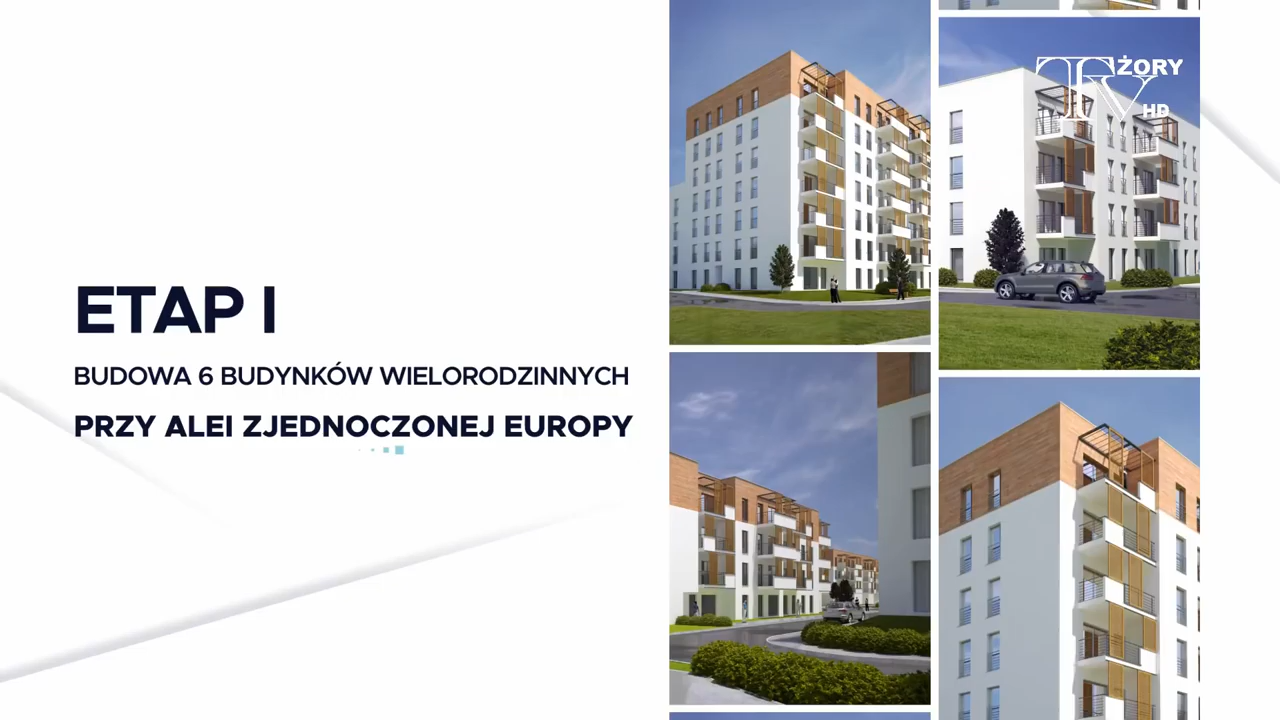 ETAP I
BUDOWA 6 BUDYNKÓW WIELORODZINNYCH
PRZY ALEI ZJEDNOCZONEJ EUROPY
TV ŻORY
HD